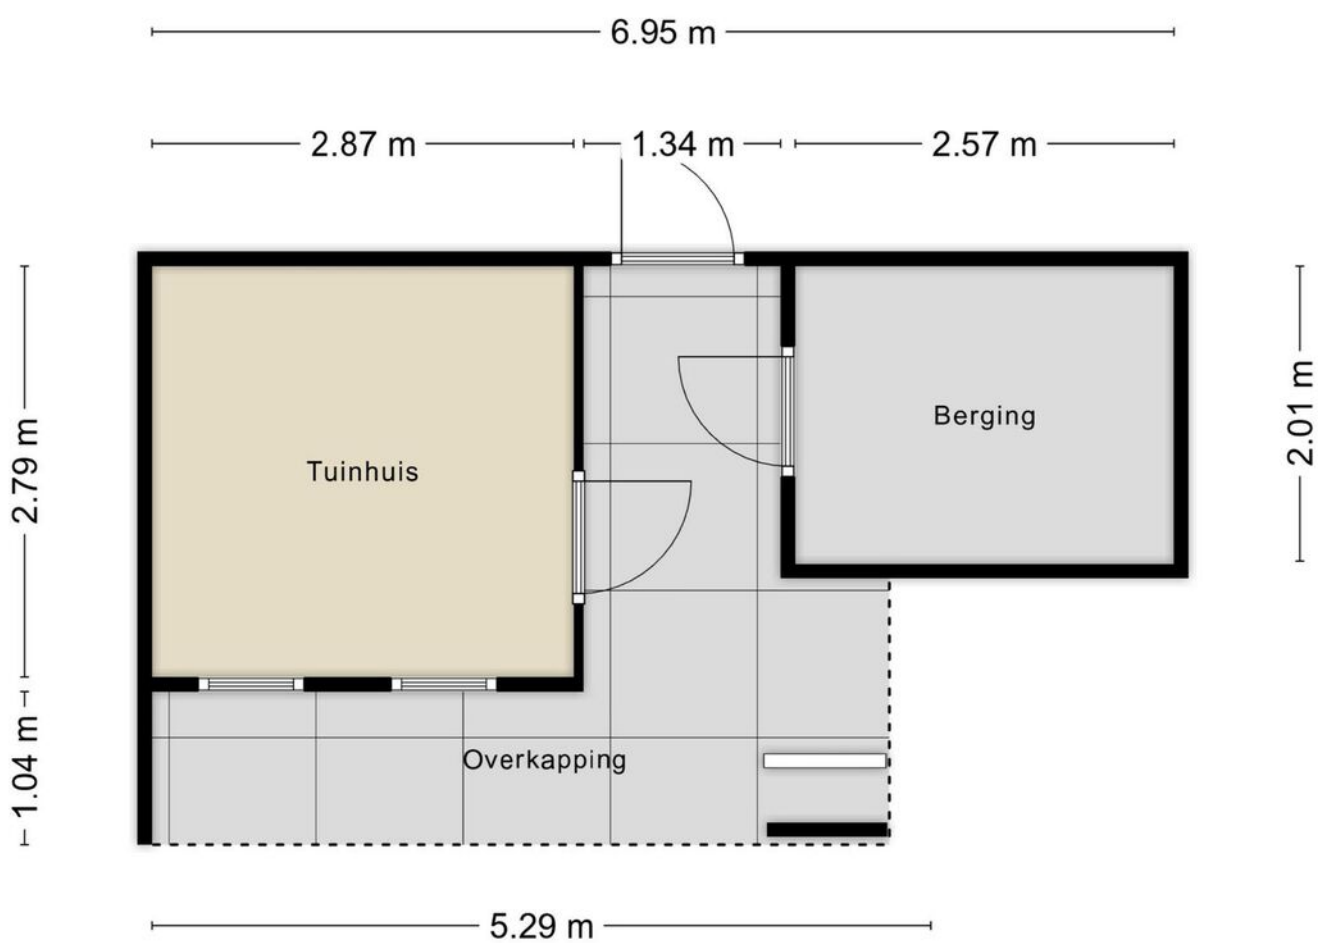 6.95 m
2.87 m
1.34 m
2.57 m
2.79 m
2.01 m
Berging
Tuinhuis
1.04 m
Overkapping
5.29 m